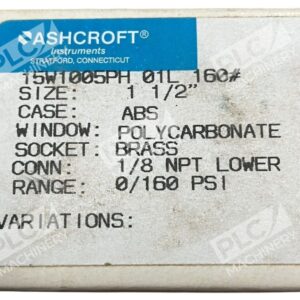 ASHCROFT®
Instruments
STRATFORD, CONNECTICUT
15W1005PH 01L 160#
SIZE: 1 1/2"
CASE: ABS
WINDOW: POLYCARBONATE
SOCKET: BRASS
CONN: 1/8 NPT LOWER
RANGE: 0/160 PSI
VARIATIONS: